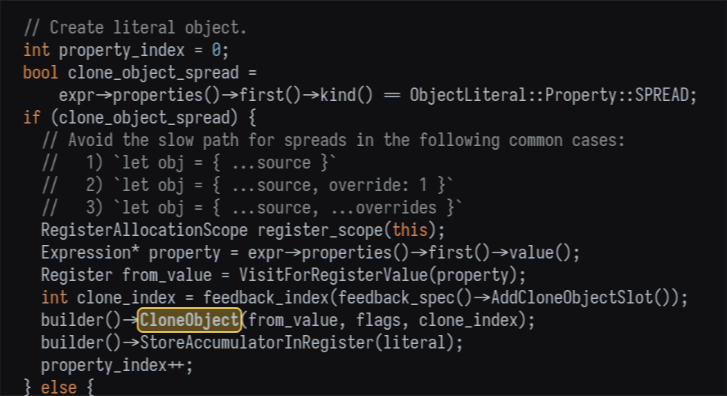 // Create literal object.
int property_index = 0;
bool clone_object_spread =
    expr->properties()->first()->kind() == ObjectLiteral::Property::SPREAD;
if (clone_object_spread) {
  // Avoid the slow path for spreads in the following common cases:
  //   1) `let obj = { ...source }`
  //   2) `let obj = { ...source, override: 1 }`
  //   3) `let obj = { ...source, ...overrides }`
  RegisterAllocationScope register_scope(this);
  Expression* property = expr->properties()->first()->value();
  Register from_value = VisitForRegisterValue(property);
  int clone_index = feedback_index(feedback_spec()->AddCloneObjectSlot());
  builder()->CloneObject(from_value, flags, clone_index);
  builder()->StoreAccumulatorInRegister(literal);
  property_index++;
} else {